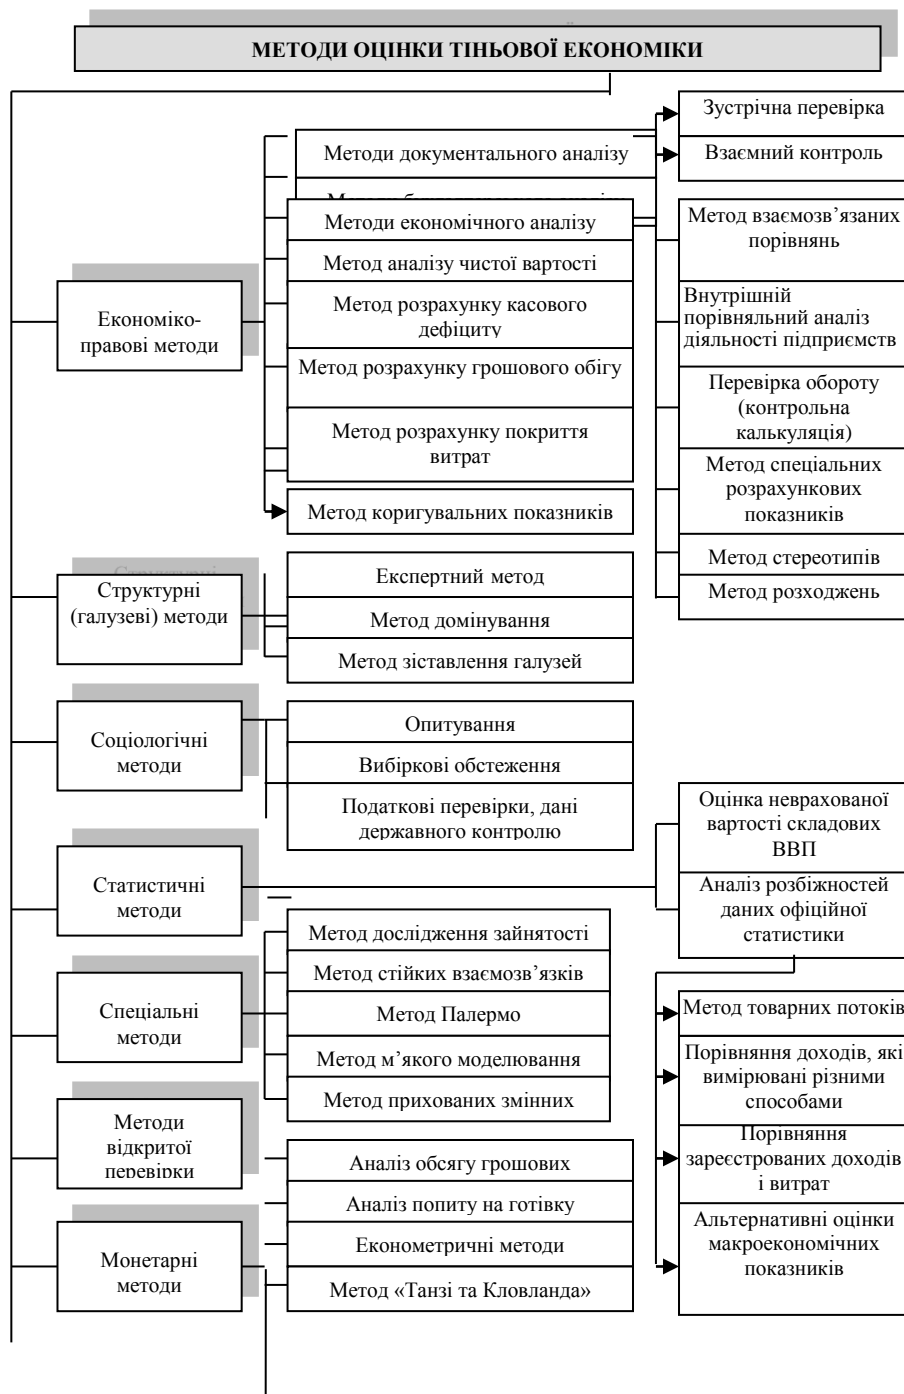 МЕТОДИ ОЦІНКИ ТІНЬОВОЇ ЕКОНОМІКИ
Економіко-
правові методи
Методи документального аналізу
Методи економічного аналізу
Метод аналізу чистої вартості
Метод розрахунку касового
дефіциту
Метод розрахунку грошового обігу
Метод розрахунку покриття
витрат
Метод коригувальних показників
Зустрічна перевірка
Взаємний контроль
Метод взаємозв’язаних
порівнянь
Внутрішній
порівняльний аналіз
діяльності підприємств
Перевірка обороту
(контрольна
калькуляція)
Метод спеціальних
розрахункових
показників
Метод стереотипів
Метод розходжень
Структурні
Структурні
(галузеві) методи
Експертний метод
Метод домінування
Метод зіставлення галузей
Соціологічні
методи
Опитування
Вибіркові обстеження
Податкові перевірки, дані
державного контролю
Статистичні
методи
Оцінка неврахованої
вартості складових
ВВП
Аналіз розбіжностей
даних офіційної
статистики
Метод товарних потоків
Порівняння доходів, які
вимірювані різними
способами
Порівняння
зареєстрованих доходів
і витрат
Альтернативні оцінки
макроекономічних
показників
Спеціальні
методи
Метод дослідження зайнятості
Метод стійких взаємозв’язків
Метод Палермо
Метод м’якого моделювання
Метод прихованих змінних
Методи
відкритої
перевірки
Монетарні
методи
Аналіз обсягу грошових
Аналіз попиту на готівку
Економетричні методи
Метод «Танзі та Кловланда»